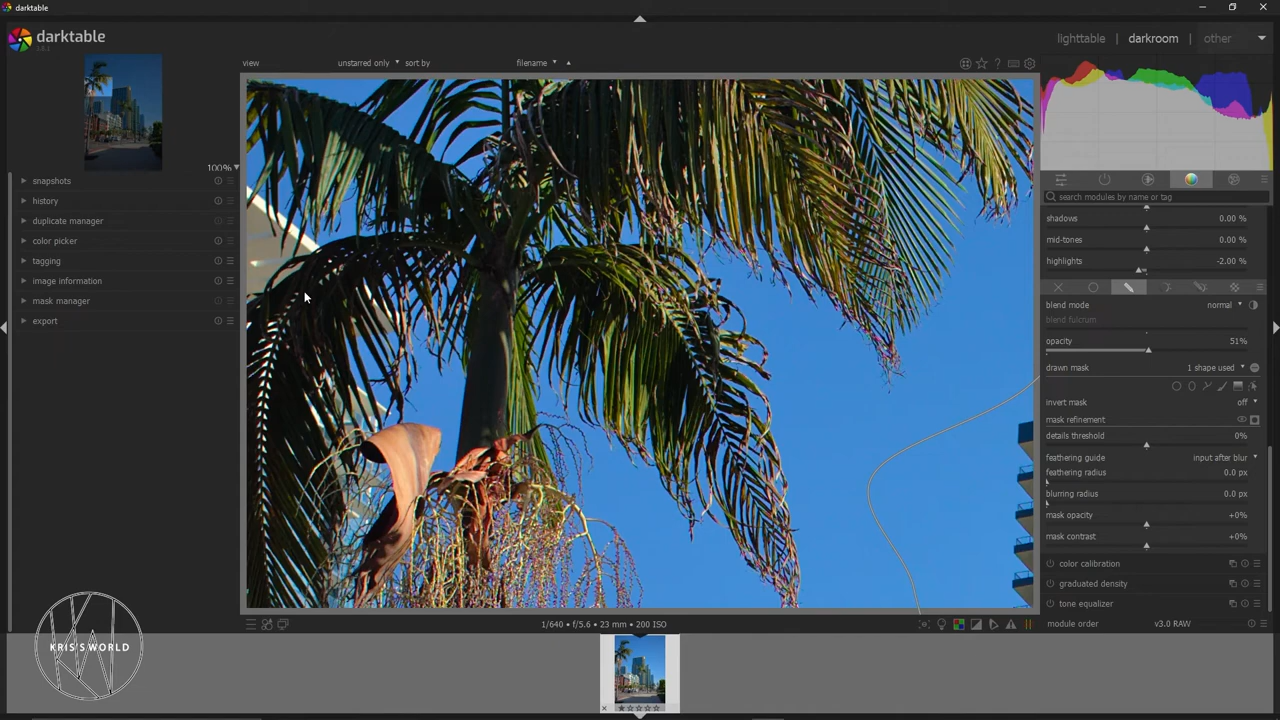 darktable
darktable
3.8.1
lighttable | darkroom | other
view
unstarred only
sort by
filename
100%
snapshots
history
duplicate manager
color picker
tagging
image information
mask manager
export
search modules by name or tag
shadows 0.00 %
mid-tones 0.00 %
highlights -2.00 %
blend mode normal
blend fulcrum
opacity 51%
drawn mask 1 shape used
invert mask off
mask refinement
details threshold 0%
feathering guide input after blur
feathering radius 0.0 px
blurring radius 0.0 px
mask opacity +0%
mask contrast +0%
color calibration
graduated density
tone equalizer
module order v3.0 RAW
1/640 • f/5.6 • 23 mm • 200 ISO
KRIS'S WORLD